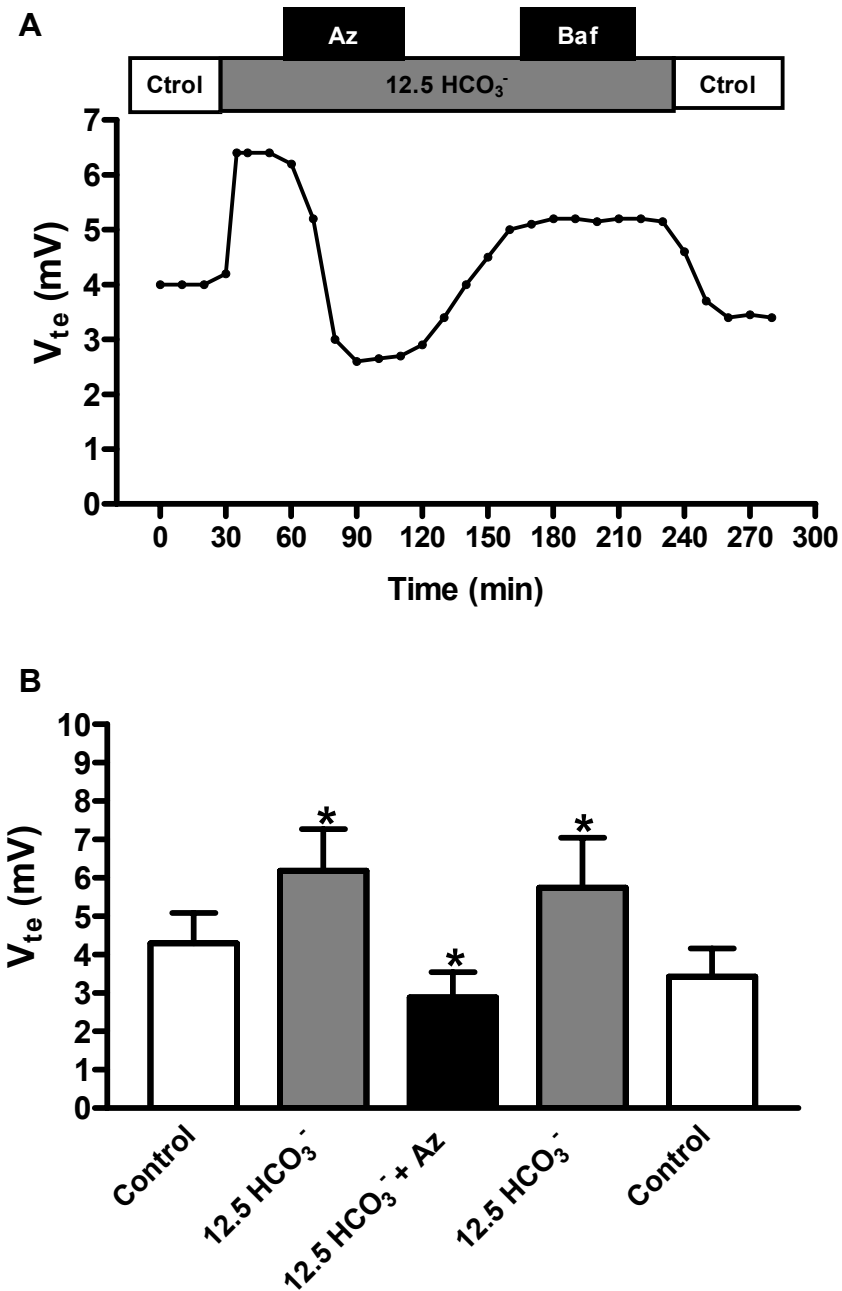 A
Az Baf
Ctrol 12.5 HCO₃⁻ Ctrol
7
6
5
4
3
2
1
0
Vte (mV)
0 30 60 90 120 150 180 210 240 270 300
Time (min)
B
10
9
8
7
6
5
4
3
2
1
0
Vte (mV)
* * *
Control 12.5 HCO₃⁻ 12.5 HCO₃⁻ + Az 12.5 HCO₃⁻ Control